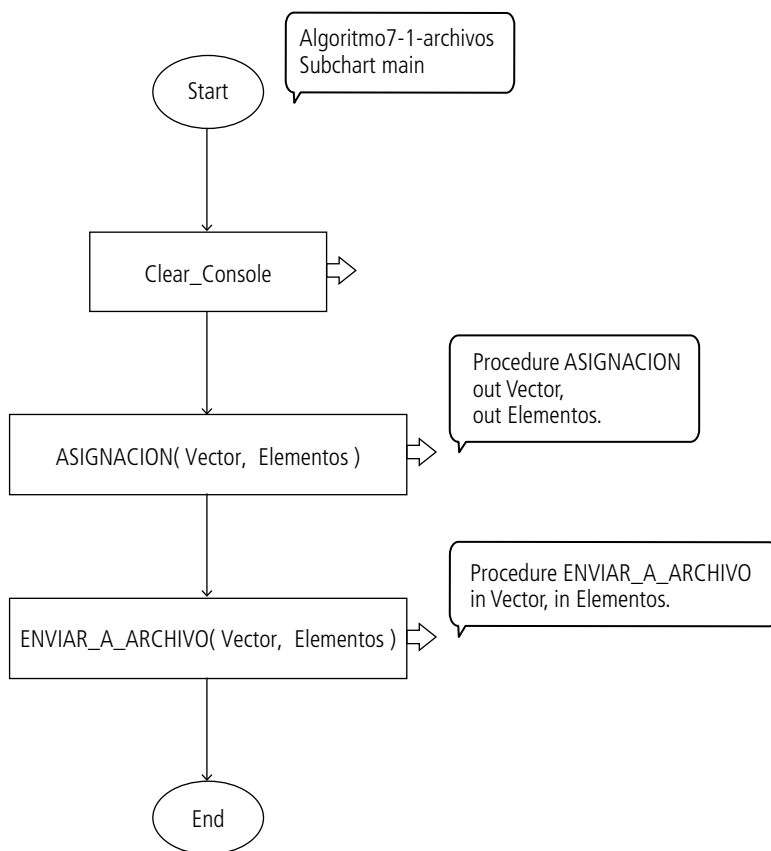 Algoritmo7-1-archivos
Subchart main
Start
Clear_Console
Procedure ASIGNACION
out Vector,
out Elementos.
ASIGNACION( Vector, Elementos )
Procedure ENVIAR_A_ARCHIVO
in Vector, in Elementos.
ENVIAR_A_ARCHIVO( Vector, Elementos )
End